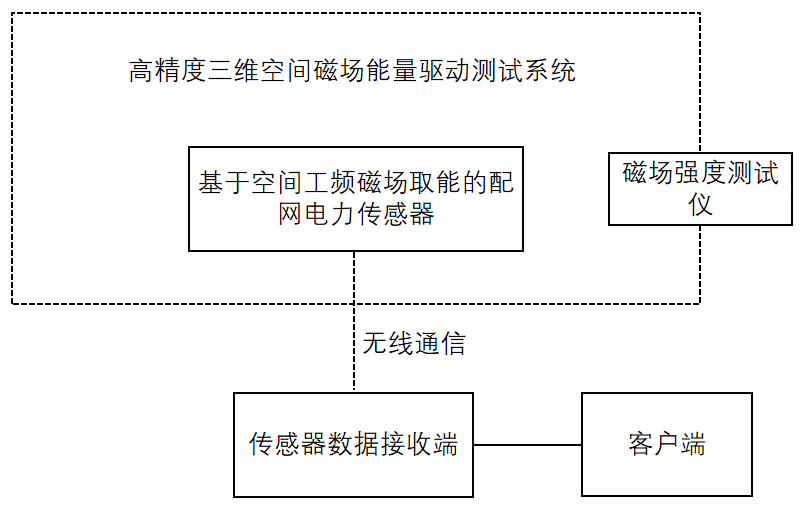 高精度三维空间磁场能量驱动测试系统
基于空间工频磁场取能的配
网电力传感器
磁场强度测试
仪
无线通信
传感器数据接收端
客户端